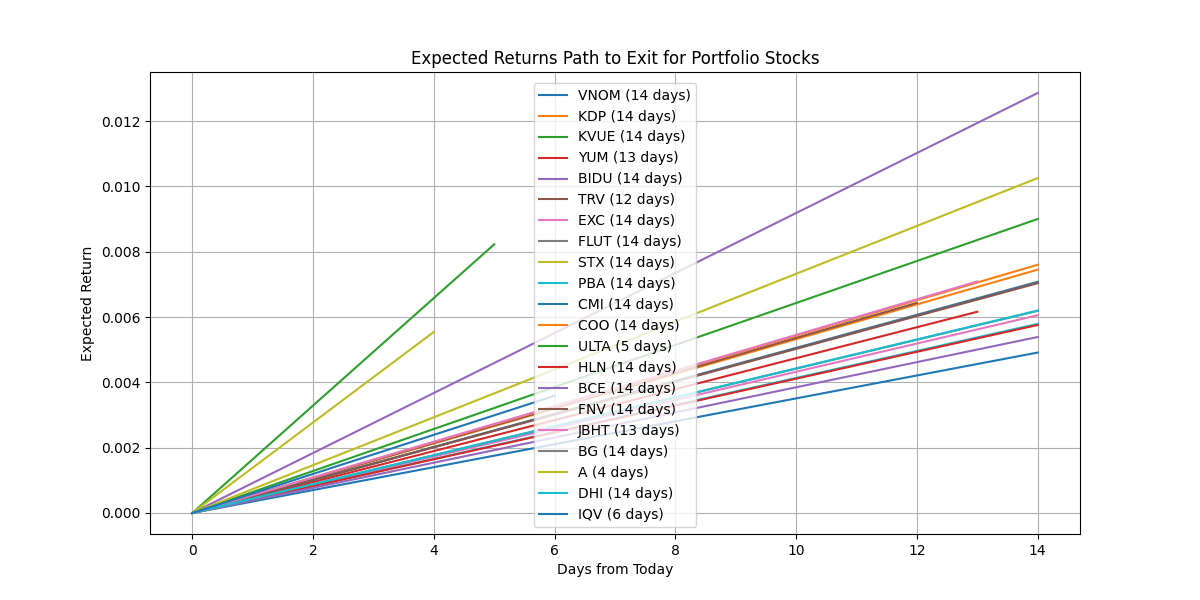 Expected Returns Path to Exit for Portfolio Stocks
Expected Return
0.012
0.010
0.008
0.006
0.004
0.002
0.000
VNOM (14 days)
KDP (14 days)
KVUE (14 days)
YUM (13 days)
BIDU (14 days)
TRV (12 days)
EXC (14 days)
FLUT (14 days)
STX (14 days)
PBA (14 days)
CMI (14 days)
COO (14 days)
ULTA (5 days)
HLN (14 days)
BCE (14 days)
FNV (14 days)
JBHT (13 days)
BG (14 days)
A (4 days)
DHI (14 days)
IQV (6 days)
0 2 4 6 8 10 12 14
Days from Today